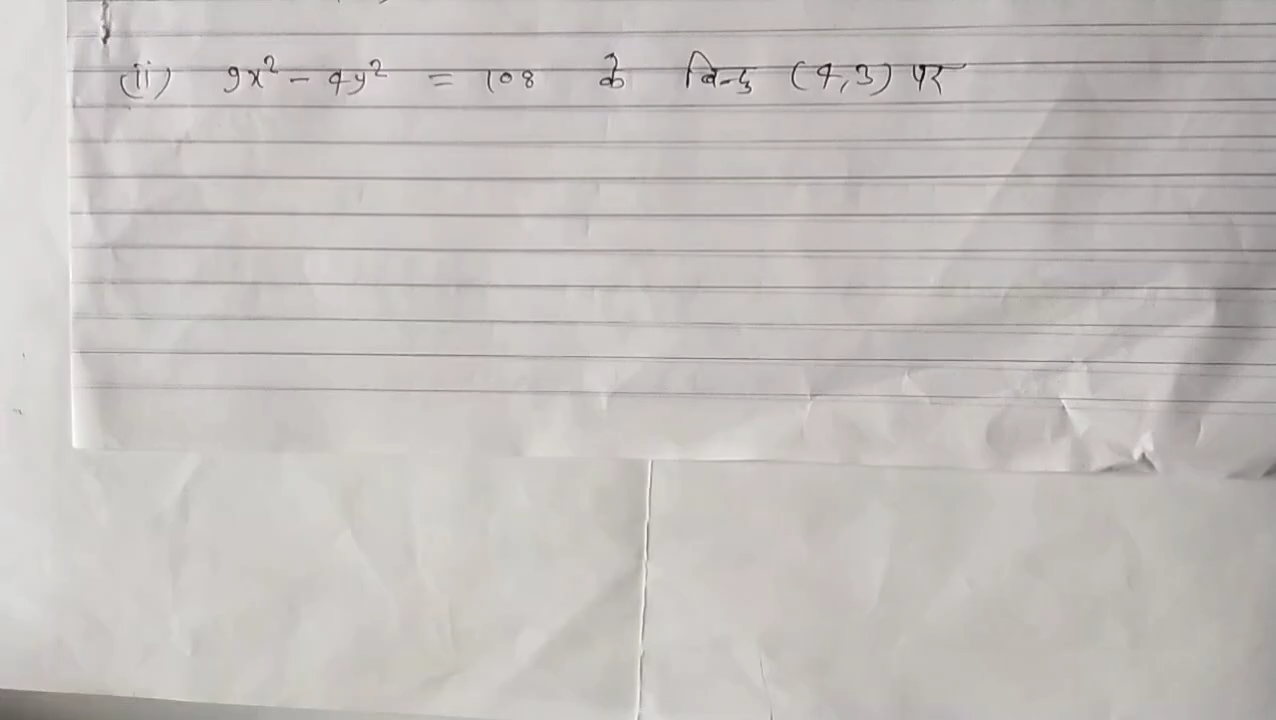 (ii) 9x² - 4y² = 108 के बिन्दु (4,3) पर